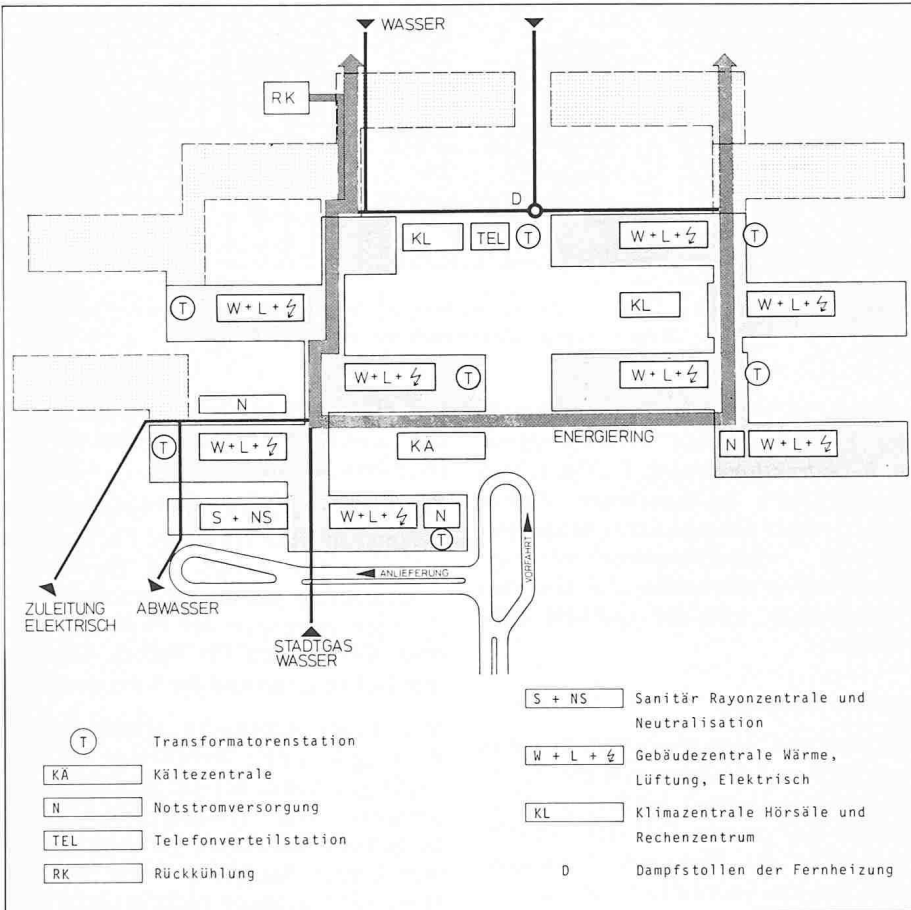 WASSER
RK
D
KL TEL T W+L+↯ T
T W+L+↯ KL W+L+↯
W+L+↯ T W+L+↯ T
N
ENERGIERING
T W+L+↯ KÄ N W+L+↯
S + NS W+L+↯ N
T
ANLIEFERUNG
VORFAHRT
ZULEITUNG
ELEKTRISCH
ABWASSER
STADTGAS
WASSER
T Transformatorenstation
KÄ Kältezentrale
N Notstromversorgung
TEL Telefonverteilstation
RK Rückkühlung
S + NS Sanitär Rayonzentrale und
Neutralisation
W + L + ↯ Gebäudezentrale Wärme,
Lüftung, Elektrisch
KL Klimazentrale Hörsäle und
Rechenzentrum
D Dampfstollen der Fernheizung